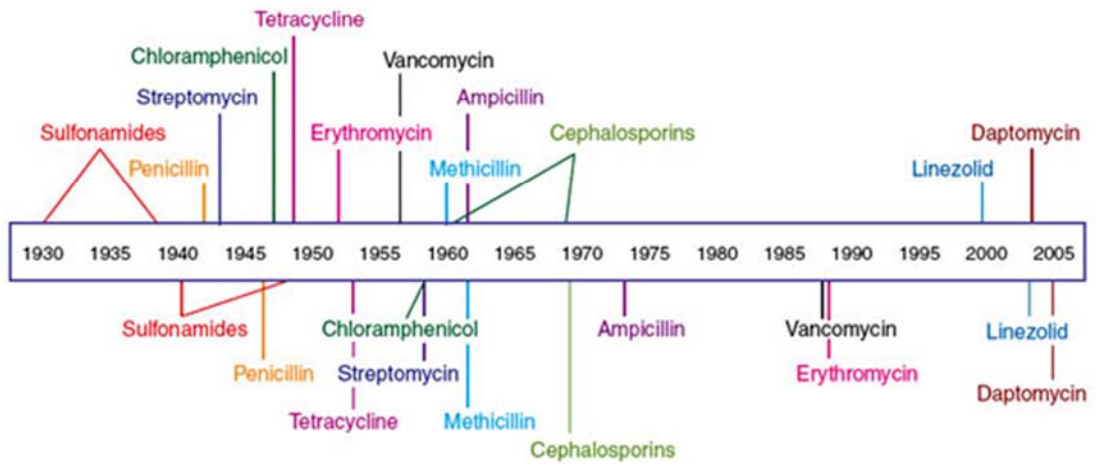 Tetracycline
Chloramphenicol
Vancomycin
Streptomycin
Ampicillin
Sulfonamides
Erythromycin
Cephalosporins
Daptomycin
Penicillin
Methicillin
Linezolid
1930 1935 1940 1945 1950 1955 1960 1965 1970 1975 1980 1985 1990 1995 2000 2005
Sulfonamides
Chloramphenicol
Ampicillin
Vancomycin
Linezolid
Penicillin
Streptomycin
Erythromycin
Daptomycin
Tetracycline
Methicillin
Cephalosporins